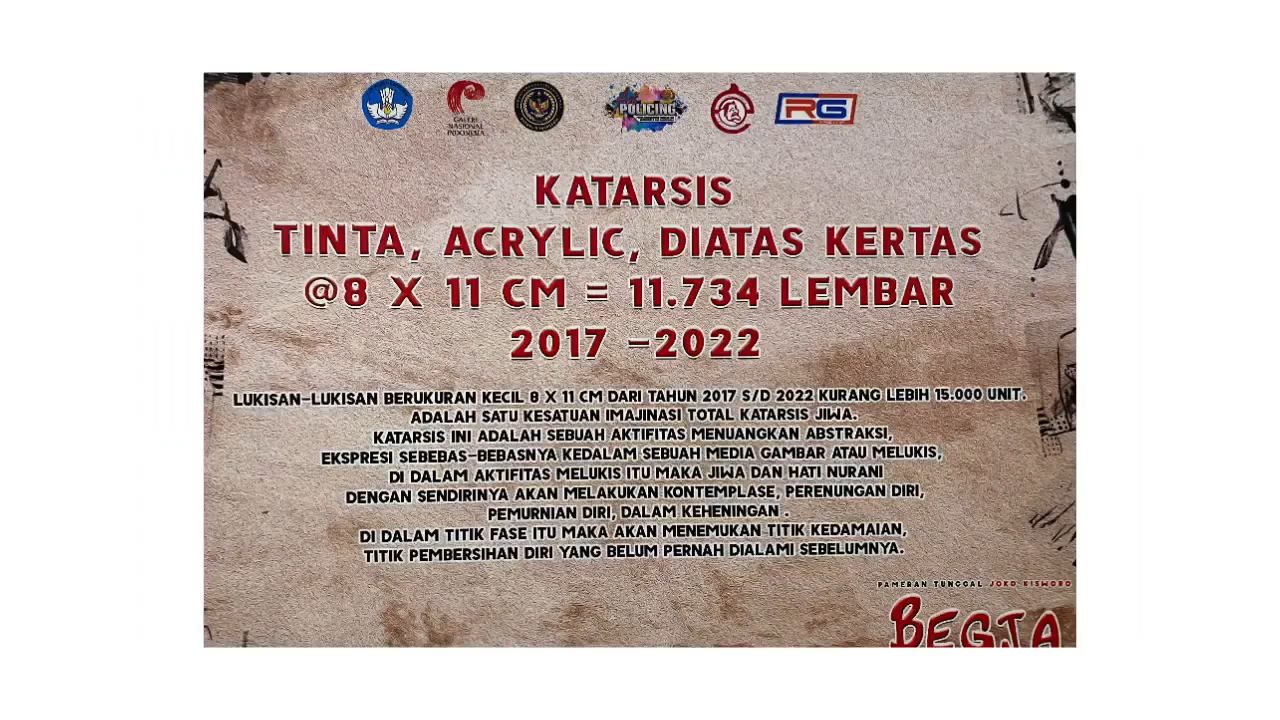 GALERI
NASIONAL
INDONESIA
POLICING
RG
KATARSIS
TINTA, ACRYLIC, DIATAS KERTAS
@8 X 11 CM = 11.734 LEMBAR
2017 -2022
LUKISAN-LUKISAN BERUKURAN KECIL 8 X 11 CM DARI TAHUN 2017 S/D 2022 KURANG LEBIH 15.000 UNIT.
ADALAH SATU KESATUAN IMAJINASI TOTAL KATARSIS JIWA.
KATARSIS INI ADALAH SEBUAH AKTIFITAS MENUANGKAN ABSTRAKSI,
EKSPRESI SEBEBAS-BEBASNYA KEDALAM SEBUAH MEDIA GAMBAR ATAU MELUKIS,
DI DALAM AKTIFITAS MELUKIS ITU MAKA JIWA DAN HATI NURANI
DENGAN SENDIRINYA AKAN MELAKUKAN KONTEMPLASE, PERENUNGAN DIRI,
PEMURNIAN DIRI, DALAM KEHENINGAN .
DI DALAM TITIK FASE ITU MAKA AKAN MENEMUKAN TITIK KEDAMAIAN,
TITIK PEMBERSIHAN DIRI YANG BELUM PERNAH DIALAMI SEBELUMNYA.
PAMERAN TUNGGAL JOKO KISWORO
BEGJA